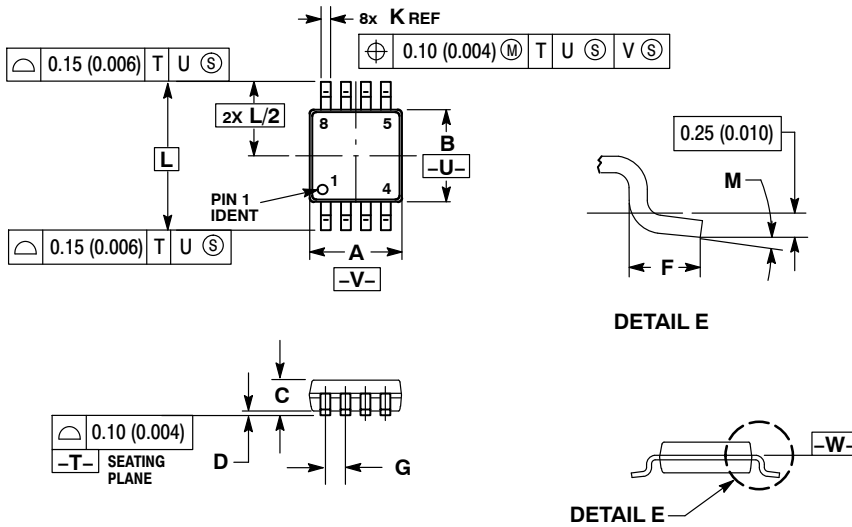 8x K REF
⌖ 0.10 (0.004) Ⓜ T U Ⓢ V Ⓢ
⌓ 0.15 (0.006) T U Ⓢ
2X L/2
8 5
B
–U–
L
PIN 1
IDENT
1
4
⌓ 0.15 (0.006) T U Ⓢ
A
–V–
0.25 (0.010)
M
F
DETAIL E
C
⌓ 0.10 (0.004)
–T– SEATING
PLANE
D
G
–W–
DETAIL E